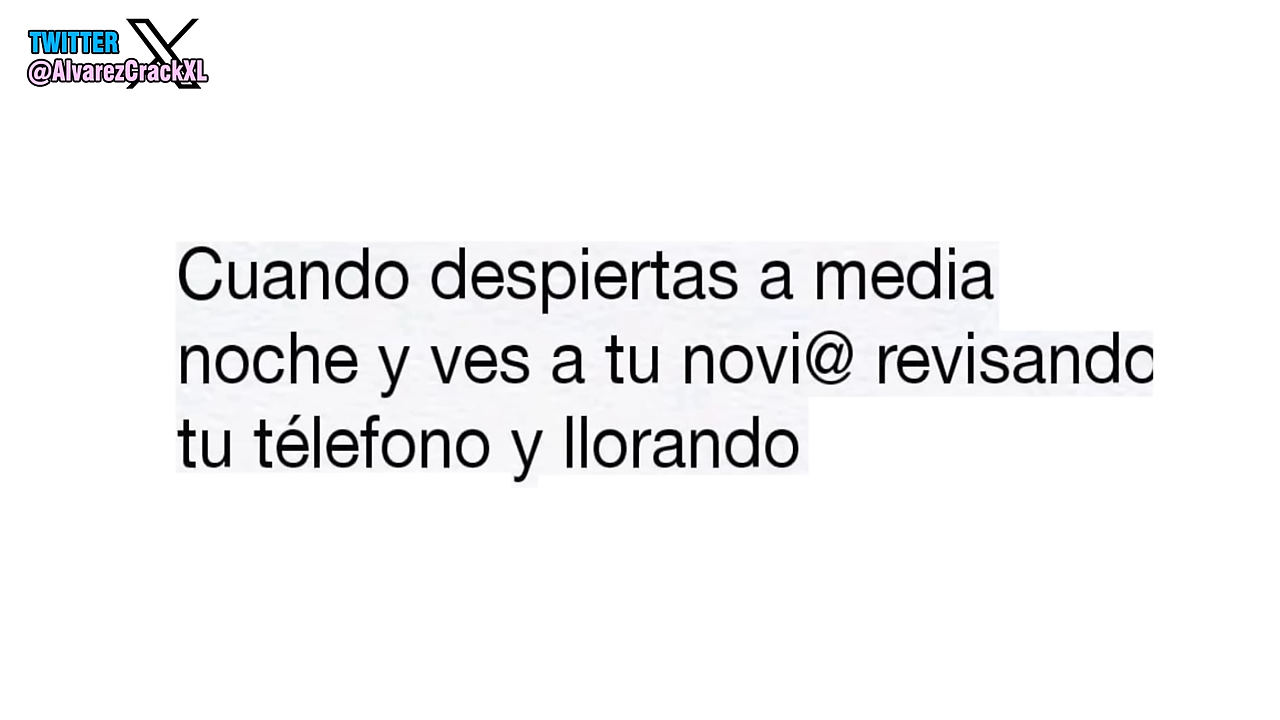 TWITTER
@AlvarezCrackXL
Cuando despiertas a media
noche y ves a tu novi@ revisando
tu télefono y llorando